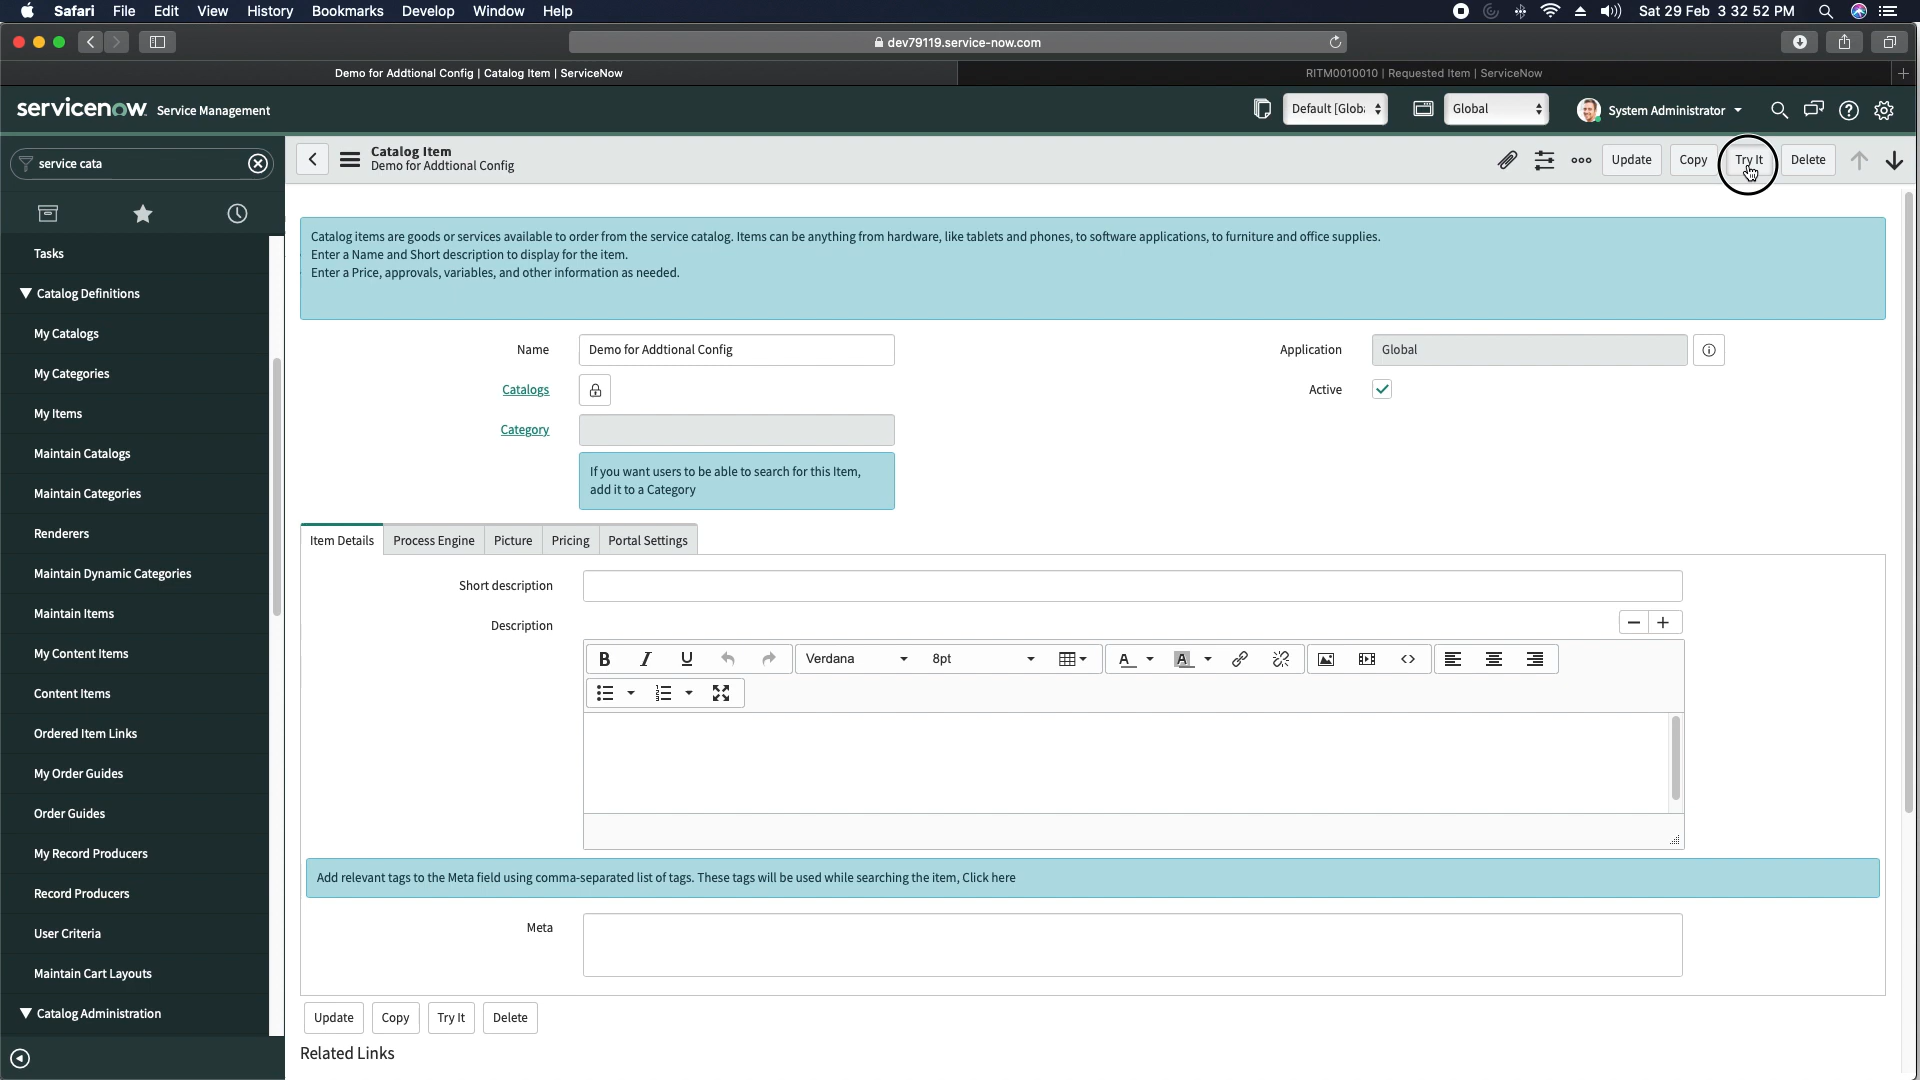 Safari File Edit View History Bookmarks Develop Window Help
Sat 29 Feb 3 32 52 PM
dev79119.service-now.com
Demo for Addtional Config | Catalog Item | ServiceNow
RITM0010010 | Requested Item | ServiceNow
servicenow Service Management
Default [Globa
Global
System Administrator
service cata
Catalog Item
Demo for Addtional Config
Update
Copy
Try It
Delete
Tasks
Catalog Definitions
My Catalogs
My Categories
My Items
Maintain Catalogs
Maintain Categories
Renderers
Maintain Dynamic Categories
Maintain Items
My Content Items
Content Items
Ordered Item Links
My Order Guides
Order Guides
My Record Producers
Record Producers
User Criteria
Maintain Cart Layouts
Catalog Administration
Catalog items are goods or services available to order from the service catalog. Items can be anything from hardware, like tablets and phones, to software applications, to furniture and office supplies.
Enter a Name and Short description to display for the item.
Enter a Price, approvals, variables, and other information as needed.
Name
Demo for Addtional Config
Application
Global
Catalogs
Active
Category
If you want users to be able to search for this Item,
add it to a Category
Item Details
Process Engine
Picture
Pricing
Portal Settings
Short description
Description
B I U
Verdana
8pt
A
A
Add relevant tags to the Meta field using comma-separated list of tags. These tags will be used while searching the item, Click here
Meta
Update
Copy
Try It
Delete
Related Links